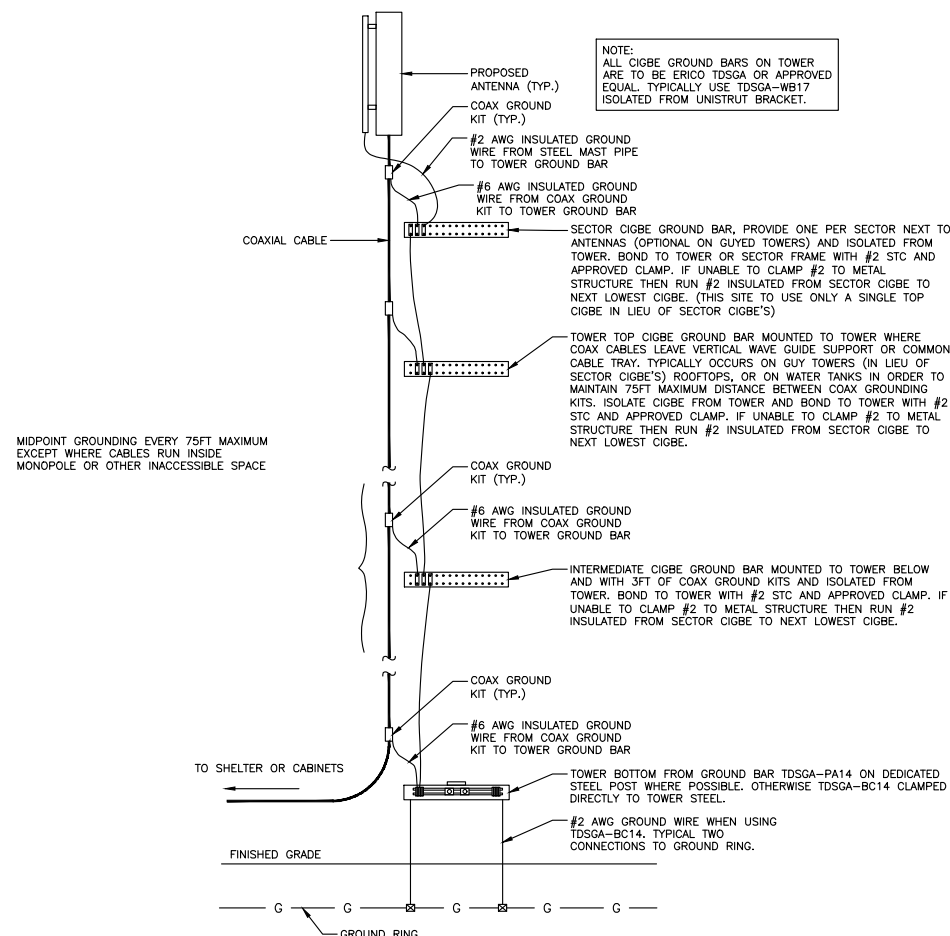 NOTE:
ALL CIGBE GROUND BARS ON TOWER
ARE TO BE ERICO TDSGA OR APPROVED
EQUAL. TYPICALLY USE TDSGA-WB17
ISOLATED FROM UNISTRUT BRACKET.
PROPOSED
ANTENNA (TYP.)
COAX GROUND
KIT (TYP.)
#2 AWG INSULATED GROUND
WIRE FROM STEEL MAST PIPE
TO TOWER GROUND BAR
#6 AWG INSULATED GROUND
WIRE FROM COAX GROUND
KIT TO TOWER GROUND BAR
COAXIAL CABLE
SECTOR CIGBE GROUND BAR, PROVIDE ONE PER SECTOR NEXT TO
ANTENNAS (OPTIONAL ON GUYED TOWERS) AND ISOLATED FROM
TOWER. BOND TO TOWER OR SECTOR FRAME WITH #2 STC AND
APPROVED CLAMP. IF UNABLE TO CLAMP #2 TO METAL
STRUCTURE THEN RUN #2 INSULATED FROM SECTOR CIGBE TO
NEXT LOWEST CIGBE. (THIS SITE TO USE ONLY A SINGLE TOP
CIGBE IN LIEU OF SECTOR CIGBE'S)
TOWER TOP CIGBE GROUND BAR MOUNTED TO TOWER WHERE
COAX CABLES LEAVE VERTICAL WAVE GUIDE SUPPORT OR COMMON
CABLE TRAY. TYPICALLY OCCURS ON GUY TOWERS (IN LIEU OF
SECTOR CIGBE'S) ROOFTOPS, OR ON WATER TANKS IN ORDER TO
MAINTAIN 75FT MAXIMUM DISTANCE BETWEEN COAX GROUNDING
KITS. ISOLATE CIGBE FROM TOWER AND BOND TO TOWER WITH #2
STC AND APPROVED CLAMP. IF UNABLE TO CLAMP #2 TO METAL
STRUCTURE THEN RUN #2 INSULATED FROM SECTOR CIGBE TO
NEXT LOWEST CIGBE.
MIDPOINT GROUNDING EVERY 75FT MAXIMUM
EXCEPT WHERE CABLES RUN INSIDE
MONOPOLE OR OTHER INACCESSIBLE SPACE
COAX GROUND
KIT (TYP.)
#6 AWG INSULATED GROUND
WIRE FROM COAX GROUND
KIT TO TOWER GROUND BAR
INTERMEDIATE CIGBE GROUND BAR MOUNTED TO TOWER BELOW
AND WITH 3FT OF COAX GROUND KITS AND ISOLATED FROM
TOWER. BOND TO TOWER WITH #2 STC AND APPROVED CLAMP. IF
UNABLE TO CLAMP #2 TO METAL STRUCTURE THEN RUN #2
INSULATED FROM SECTOR CIGBE TO NEXT LOWEST CIGBE.
COAX GROUND
KIT (TYP.)
#6 AWG INSULATED GROUND
WIRE FROM COAX GROUND
KIT TO TOWER GROUND BAR
TO SHELTER OR CABINETS
TOWER BOTTOM FROM GROUND BAR TDSGA-PA14 ON DEDICATED
STEEL POST WHERE POSSIBLE. OTHERWISE TDSGA-BC14 CLAMPED
DIRECTLY TO TOWER STEEL.
#2 AWG GROUND WIRE WHEN USING
TDSGA-BC14. TYPICAL TWO
CONNECTIONS TO GROUND RING.
FINISHED GRADE
G G G G G
GROUND RING